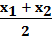 x₁ + x₂
2